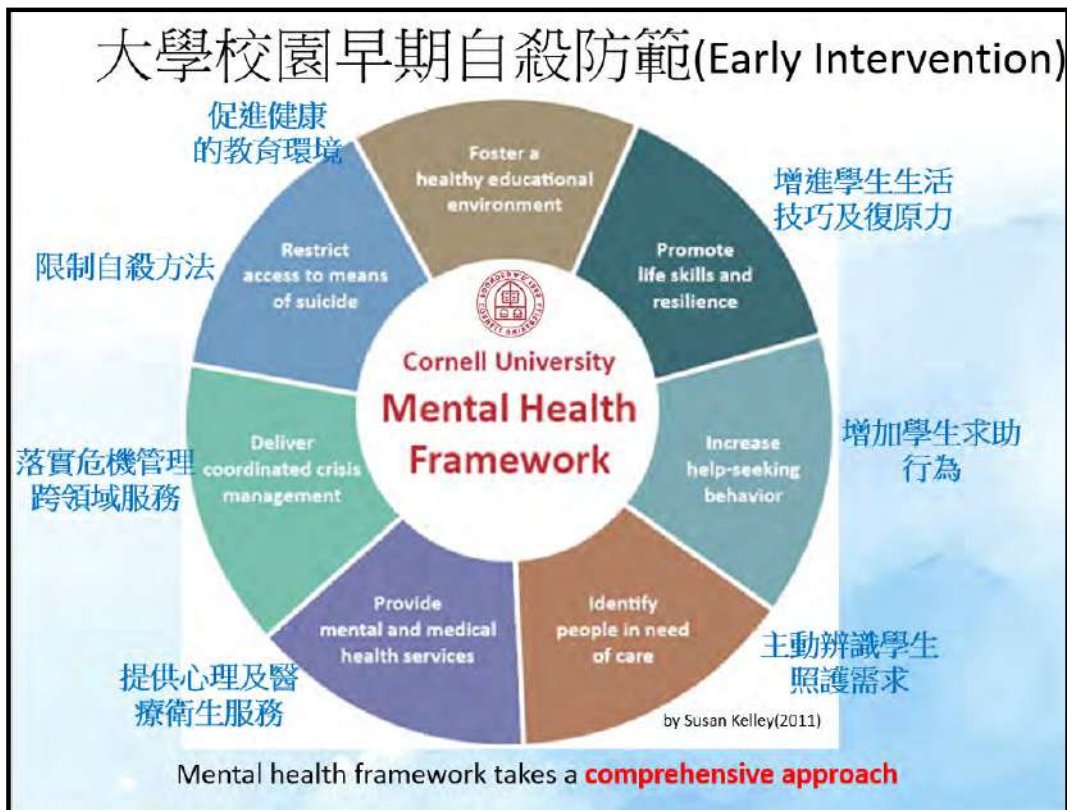 大學校園早期自殺防範(Early Intervention)
促進健康
的教育環境
Foster a
healthy educational
environment
增進學生生活
技巧及復原力
Promote
life skills and
resilience
增加學生求助
行為
Increase
help-seeking
behavior
主動辨識學生
照護需求
Identify
people in need
of care
提供心理及醫
療衛生服務
Provide
mental and medical
health services
落實危機管理
跨領域服務
Deliver
coordinated crisis
management
限制自殺方法
Restrict
access to means
of suicide
Cornell University
Mental Health
Framework
by Susan Kelley(2011)
Mental health framework takes a comprehensive approach